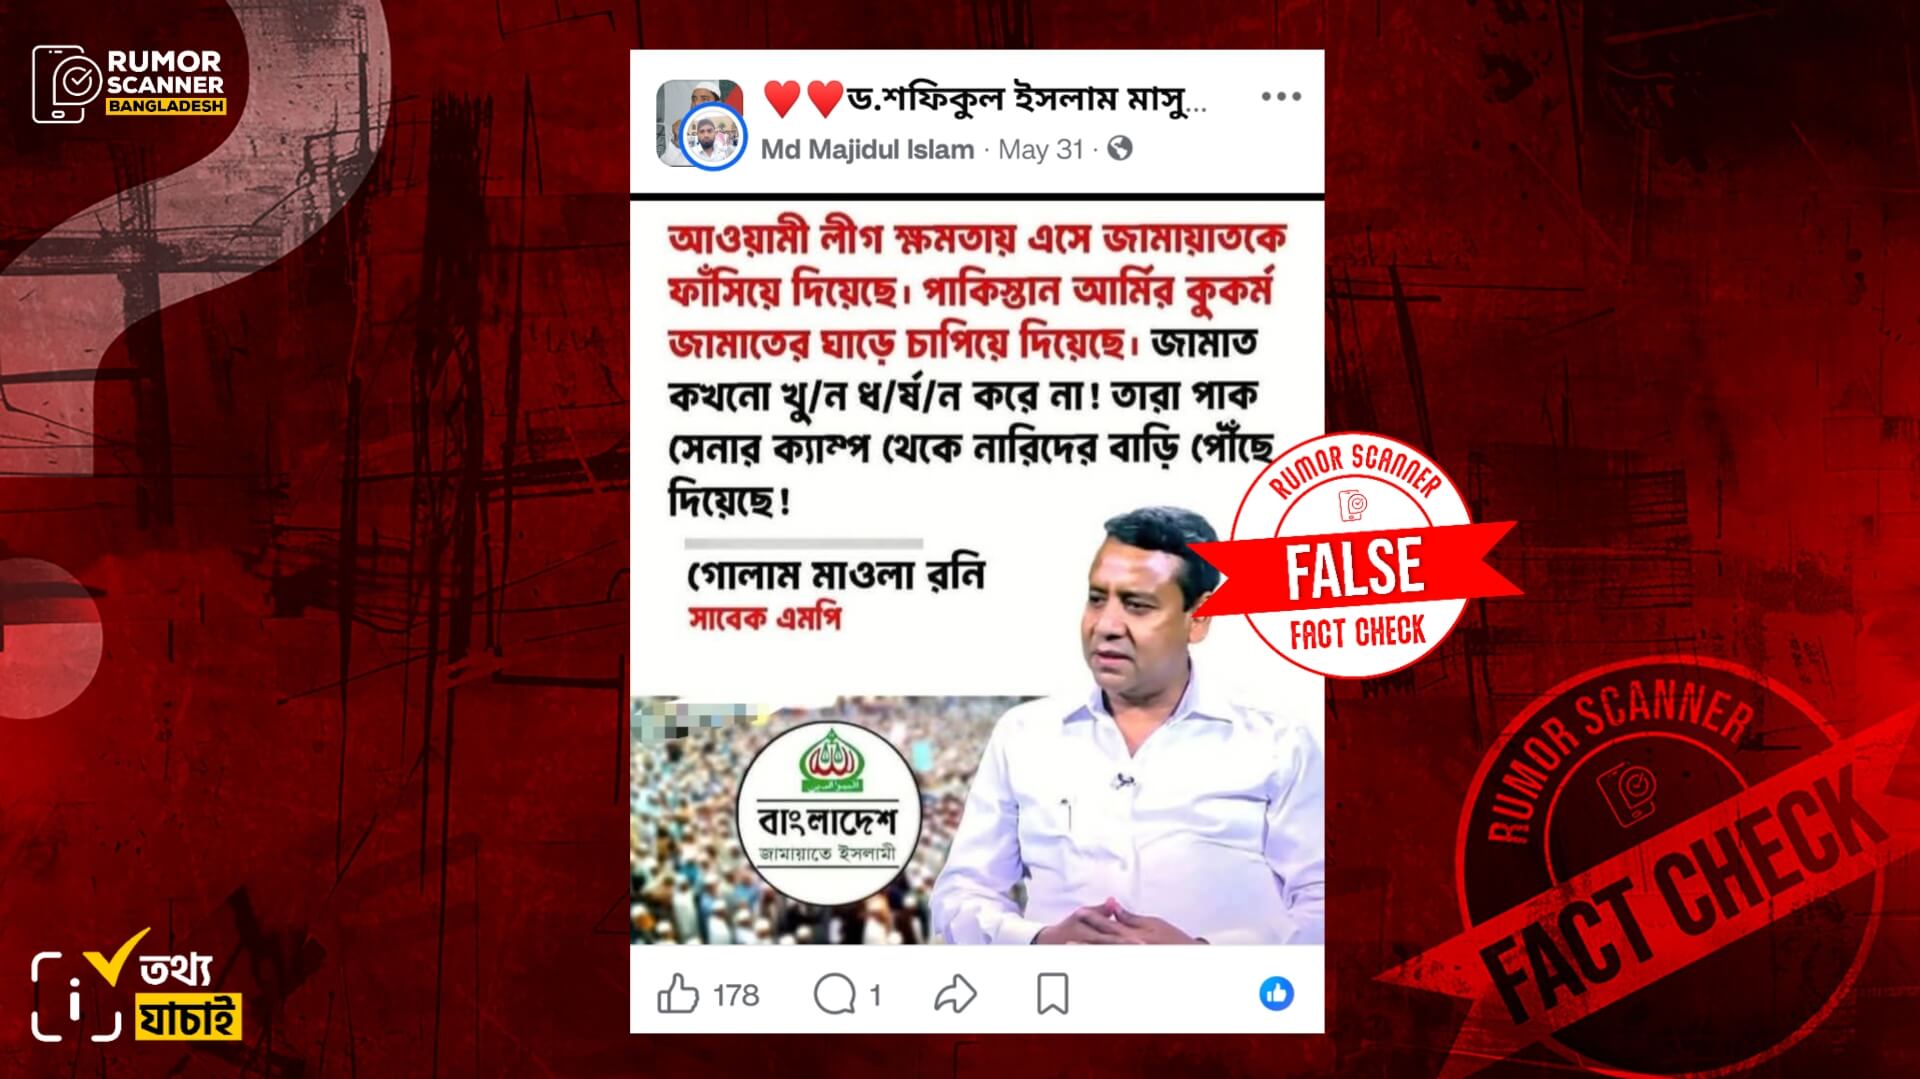 RUMOR
SCANNER
BANGLADESH
❤️❤️ড.শফিকুল ইসলাম মাসু...
Md Majidul Islam · May 31 ·
আওয়ামী লীগ ক্ষমতায় এসে জামায়াতকে
ফাঁসিয়ে দিয়েছে। পাকিস্তান আর্মির কুকর্ম
জামাতের ঘাড়ে চাপিয়ে দিয়েছে। জামাত
কখনো খু/ন ধ/র্ষ/ন করে না! তারা পাক
সেনার ক্যাম্প থেকে নারিদের বাড়ি পৌঁছে
দিয়েছে!
গোলাম মাওলা রনি
সাবেক এমপি
RUMOR SCANNER
FALSE
FACT CHECK
বাংলাদেশ
জামায়াতে ইসলামী
178
1
RUMOR SCANNER
FACT CHECK
তথ্য
যাচাই